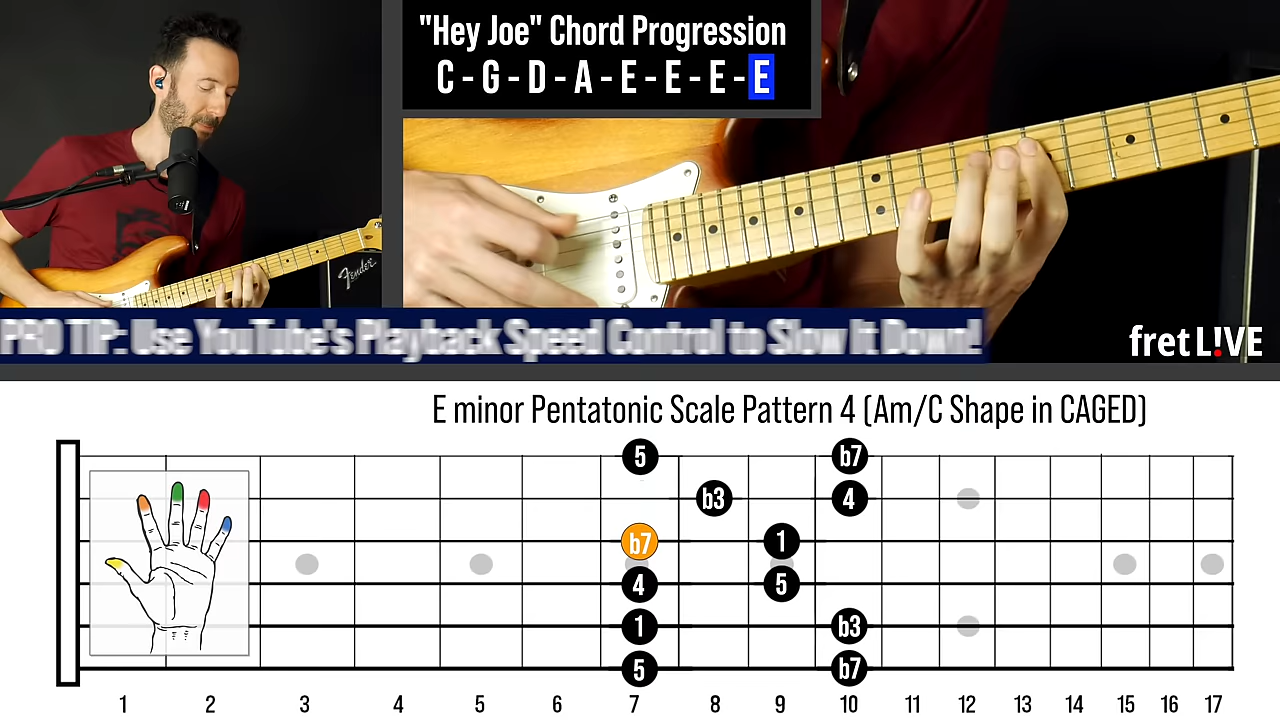 "Hey Joe" Chord Progression
C-G-D-A-E-E-E-E
Fender
PRO TIP: Use YouTube's Playback Speed Control to Slow It Down!
fret L!VE
E minor Pentatonic Scale Pattern 4 (Am/C Shape in CAGED)
5 b7
b3 4
b7 1
4 5
1 b3
5 b7
1 2 3 4 5 6 7 8 9 10 11 12 13 14 15 16 17